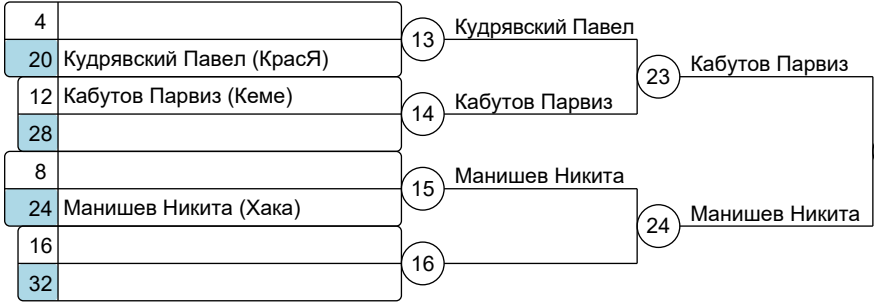 4
13
Кудрявский Павел
20 Кудрявский Павел (КрасЯ)
23
Кабутов Парвиз
12 Кабутов Парвиз (Кеме)
14
Кабутов Парвиз
28
8
15
Манишев Никита
24 Манишев Никита (Хака)
24
Манишев Никита
16
16
32